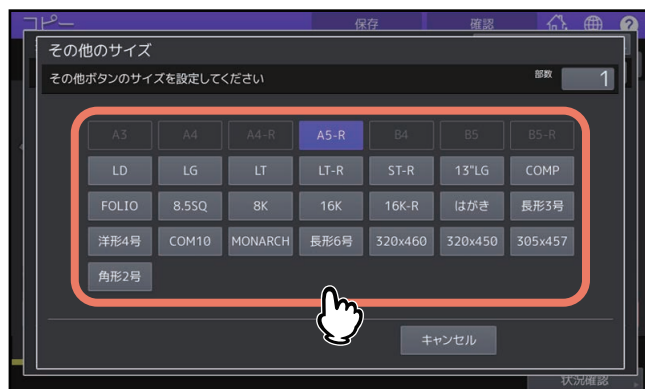 コピー 保存 確認
その他のサイズ
その他ボタンのサイズを設定してください 部数 1
A3 A4 A4-R A5-R B4 B5 B5-R
LD LG LT LT-R ST-R 13"LG COMP
FOLIO 8.5SQ 8K 16K 16K-R はがき 長形3号
洋形4号 COM10 MONARCH 長形6号 320x460 320x450 305x457
角形2号
キャンセル
状況確認